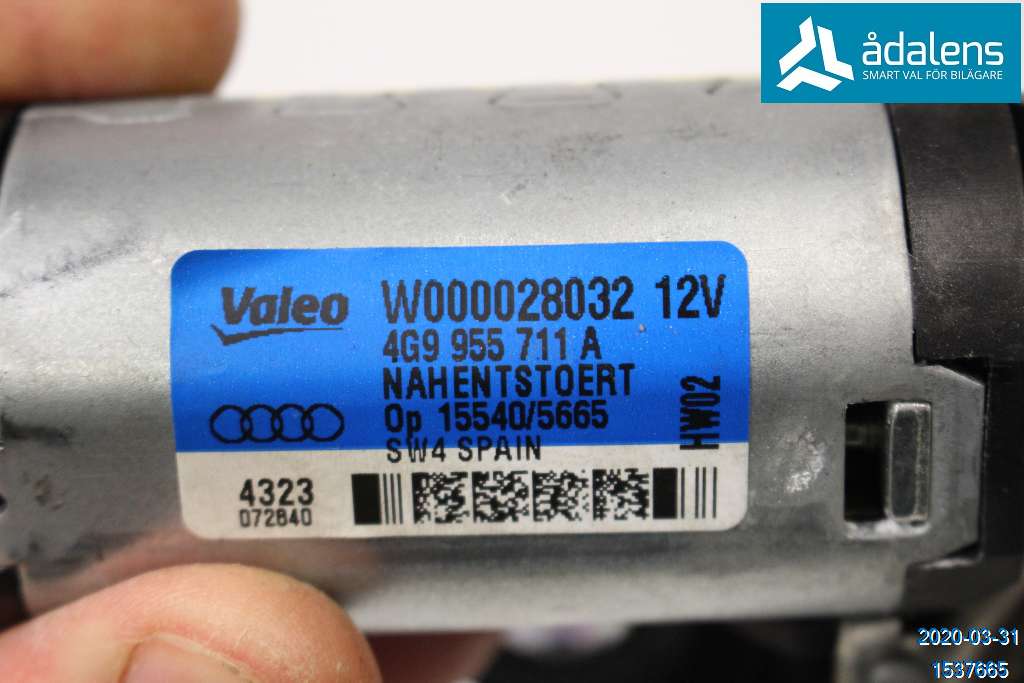 ådalens
SMART VAL FÖR BILÄGARE
Valeo W000028032 12V
4G9 955 711 A
NAHENTSTOERT
Op 15540/5665
SW4 SPAIN
HW02
4323
072840
2020-03-31
1537665